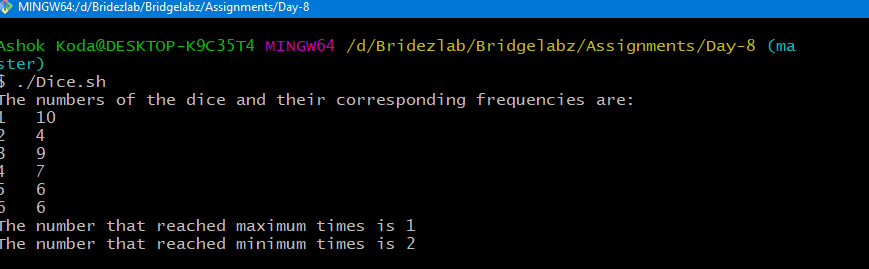 MINGW64:/d/Bridezlab/Bridgelabz/Assignments/Day-8
Ashok Koda@DESKTOP-K9C35T4 MINGW64 /d/Bridezlab/Bridgelabz/Assignments/Day-8 (ma
ster)
$ ./Dice.sh
The numbers of the dice and their corresponding frequencies are:
1 10
2 4
3 9
4 7
5 6
6 6
The number that reached maximum times is 1
The number that reached minimum times is 2